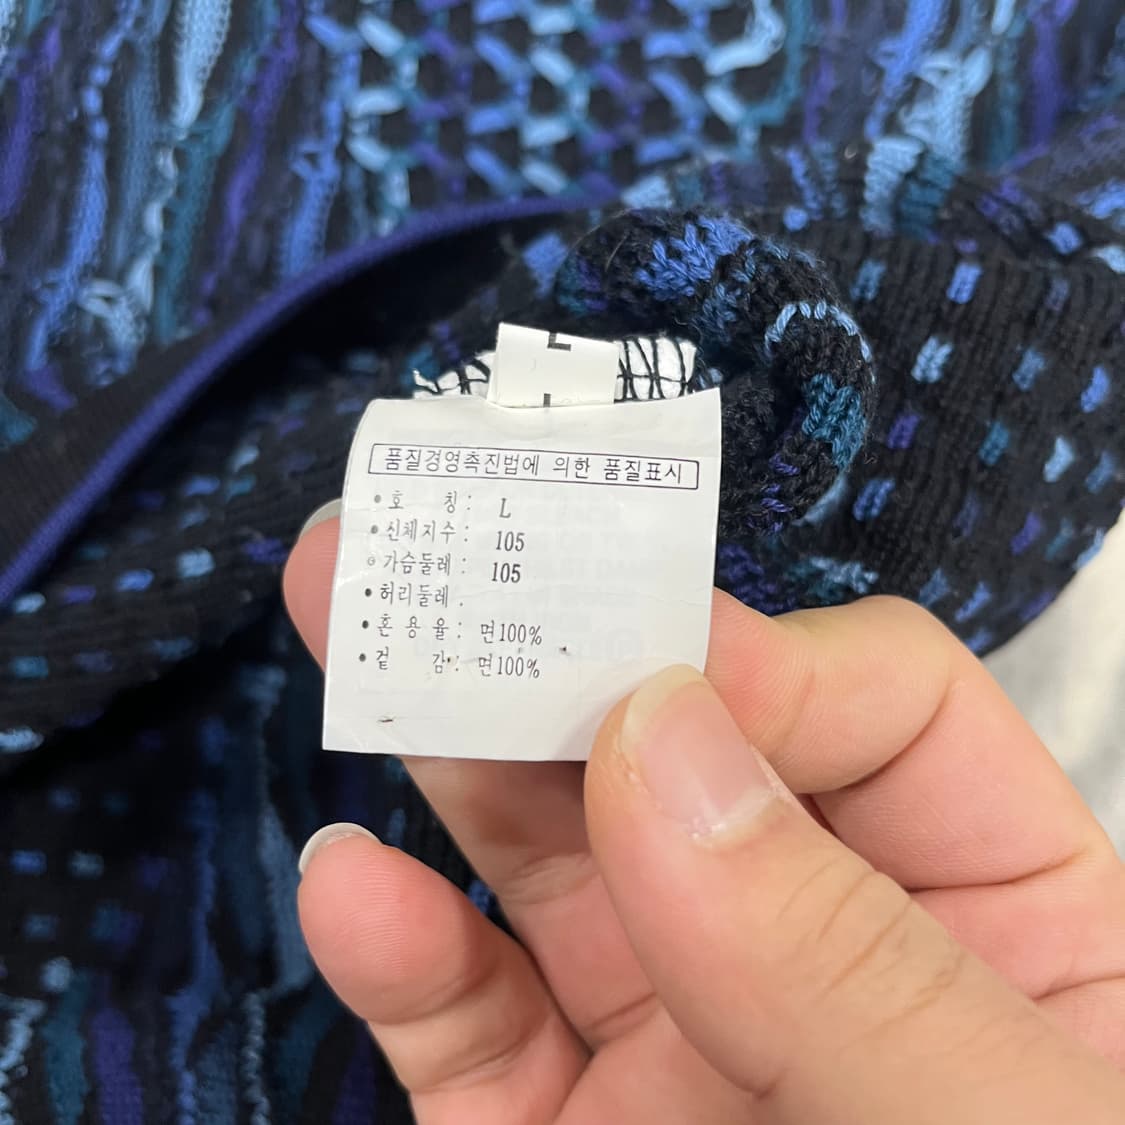 품질경영촉진법에 의한 품질표시
• 호 칭 : L
• 신체지수 : 105
• 가슴둘레 : 105
• 허리둘레 .
• 혼 용 율 : 면100%
• 겉 감 : 면100%